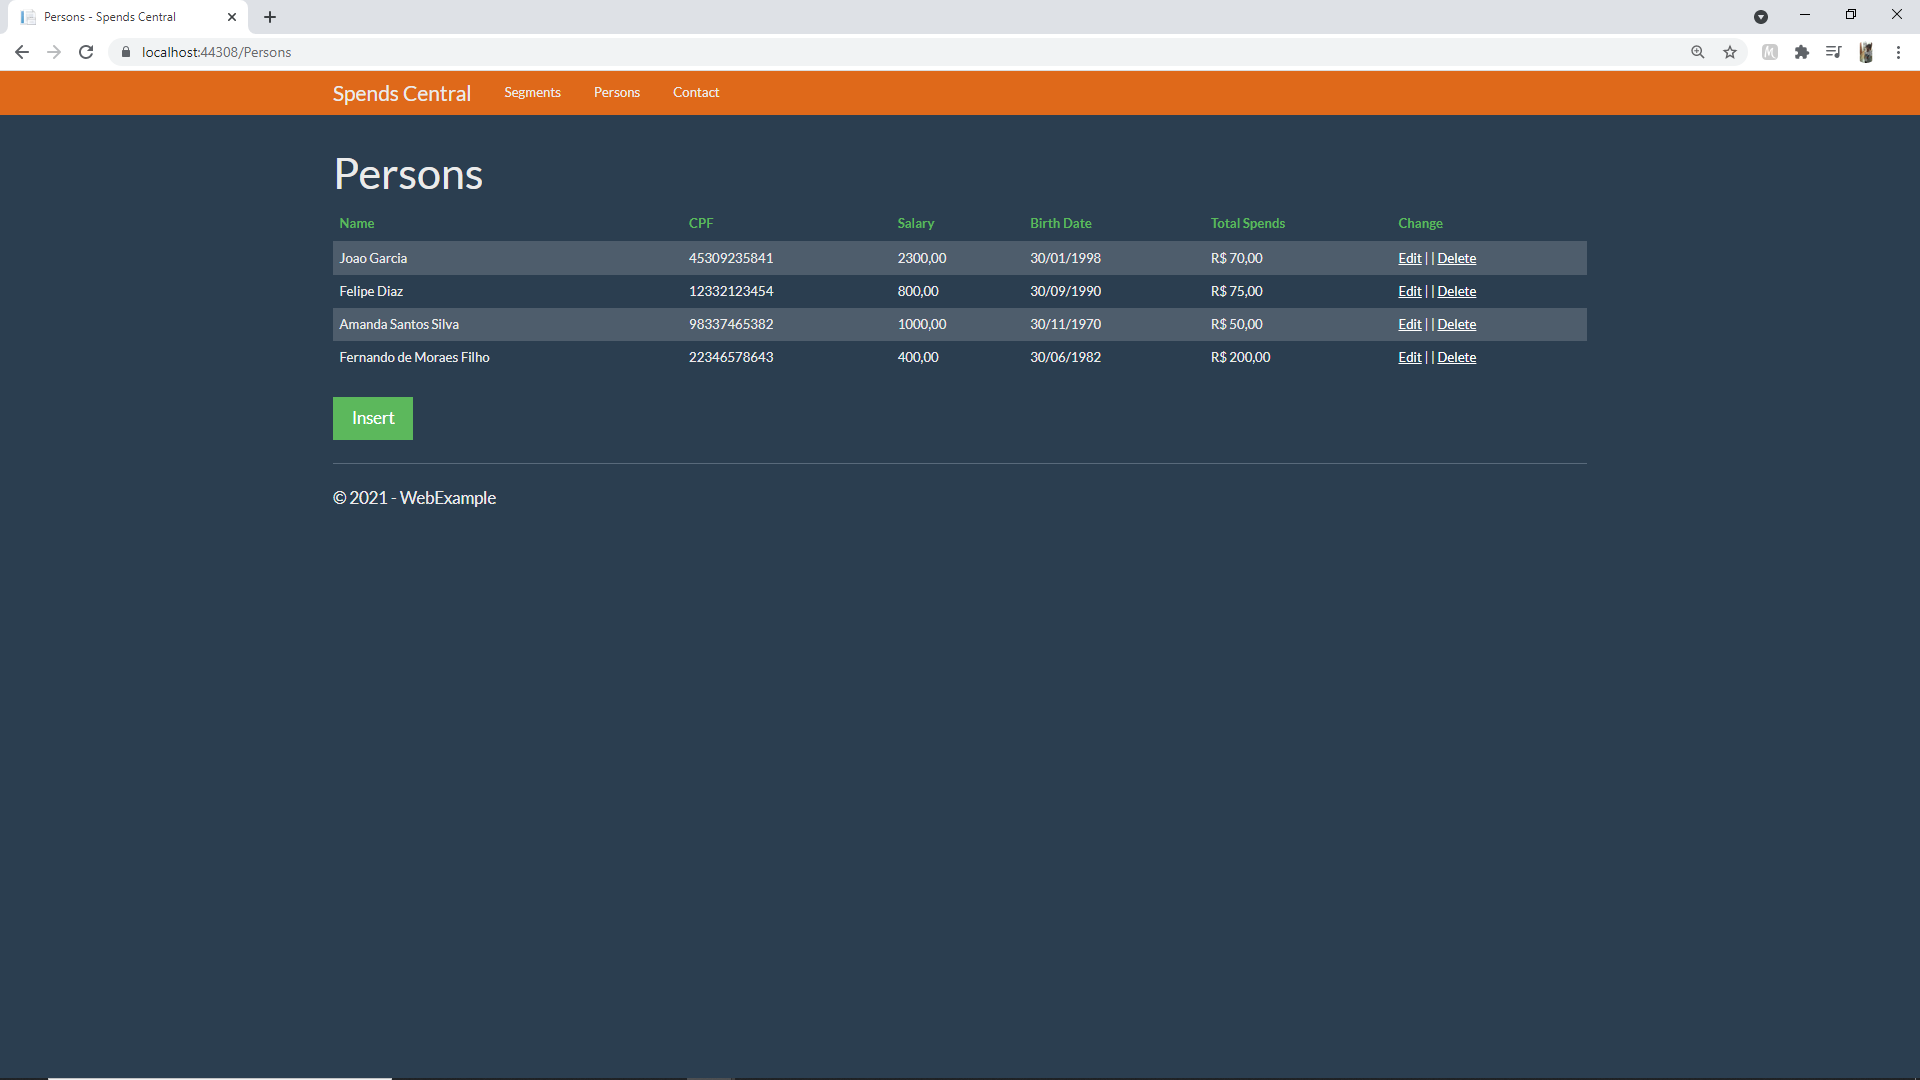 Persons - Spends Central
localhost:44308/Persons
Spends Central Segments Persons Contact
Persons
Name CPF Salary Birth Date Total Spends Change
Joao Garcia 45309235841 2300,00 30/01/1998 R$ 70,00 Edit | | Delete
Felipe Diaz 12332123454 800,00 30/09/1990 R$ 75,00 Edit | | Delete
Amanda Santos Silva 98337465382 1000,00 30/11/1970 R$ 50,00 Edit | | Delete
Fernando de Moraes Filho 22346578643 400,00 30/06/1982 R$ 200,00 Edit | | Delete
Insert
© 2021 - WebExample